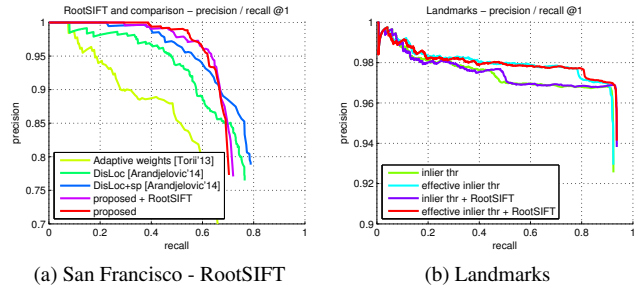 RootSIFT and comparison − precision / recall @1
1
0.95
0.9
0.85
0.8
0.75
0.7
precision
Adaptive weights [Torii'13]
DisLoc [Arandjelovic'14]
DisLoc+sp [Arandjelovic'14]
proposed + RootSIFT
proposed
0 0.2 0.4 0.6 0.8 1
recall
(a) San Francisco - RootSIFT
Landmarks − precision / recall @1
1
0.98
0.96
0.94
0.92
0.9
precision
inlier thr
effective inlier thr
inlier thr + RootSIFT
effective inlier thr + RootSIFT
0 0.2 0.4 0.6 0.8 1
recall
(b) Landmarks